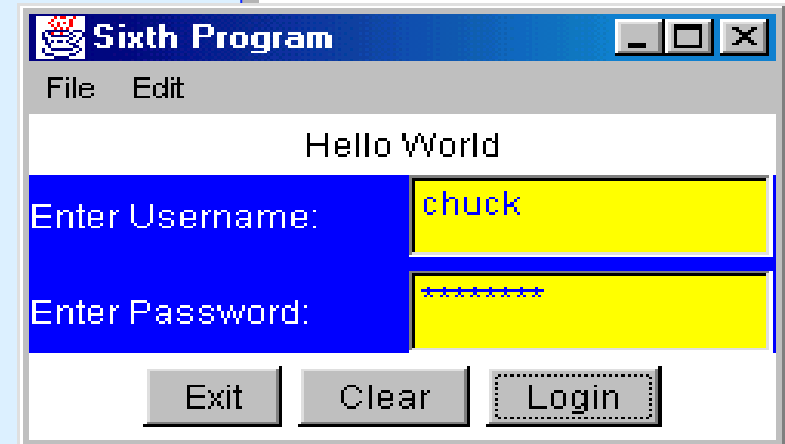 Sixth Program
File Edit
Hello World
Enter Username: chuck
Enter Password: ********
Exit Clear Login